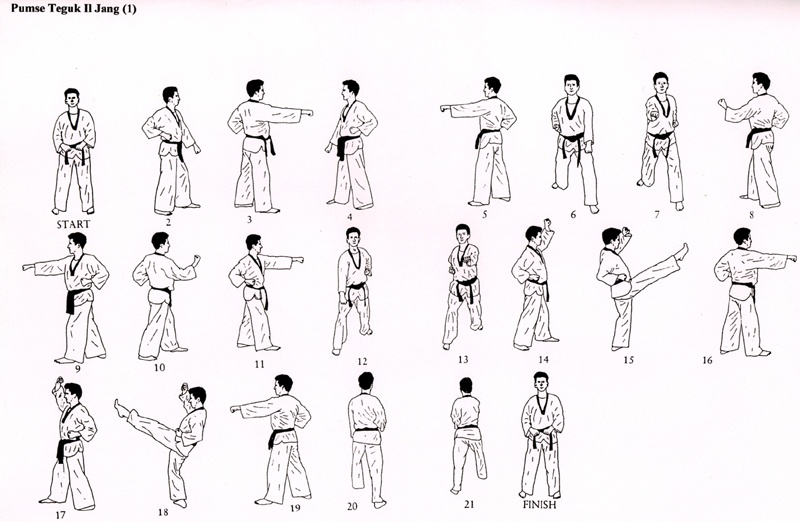 Pumse Teguk Il Jang (1)
START 2 3 4 5 6 7 8
9 10 11 12 13 14 15 16
17 18 19 20 21 FINISH